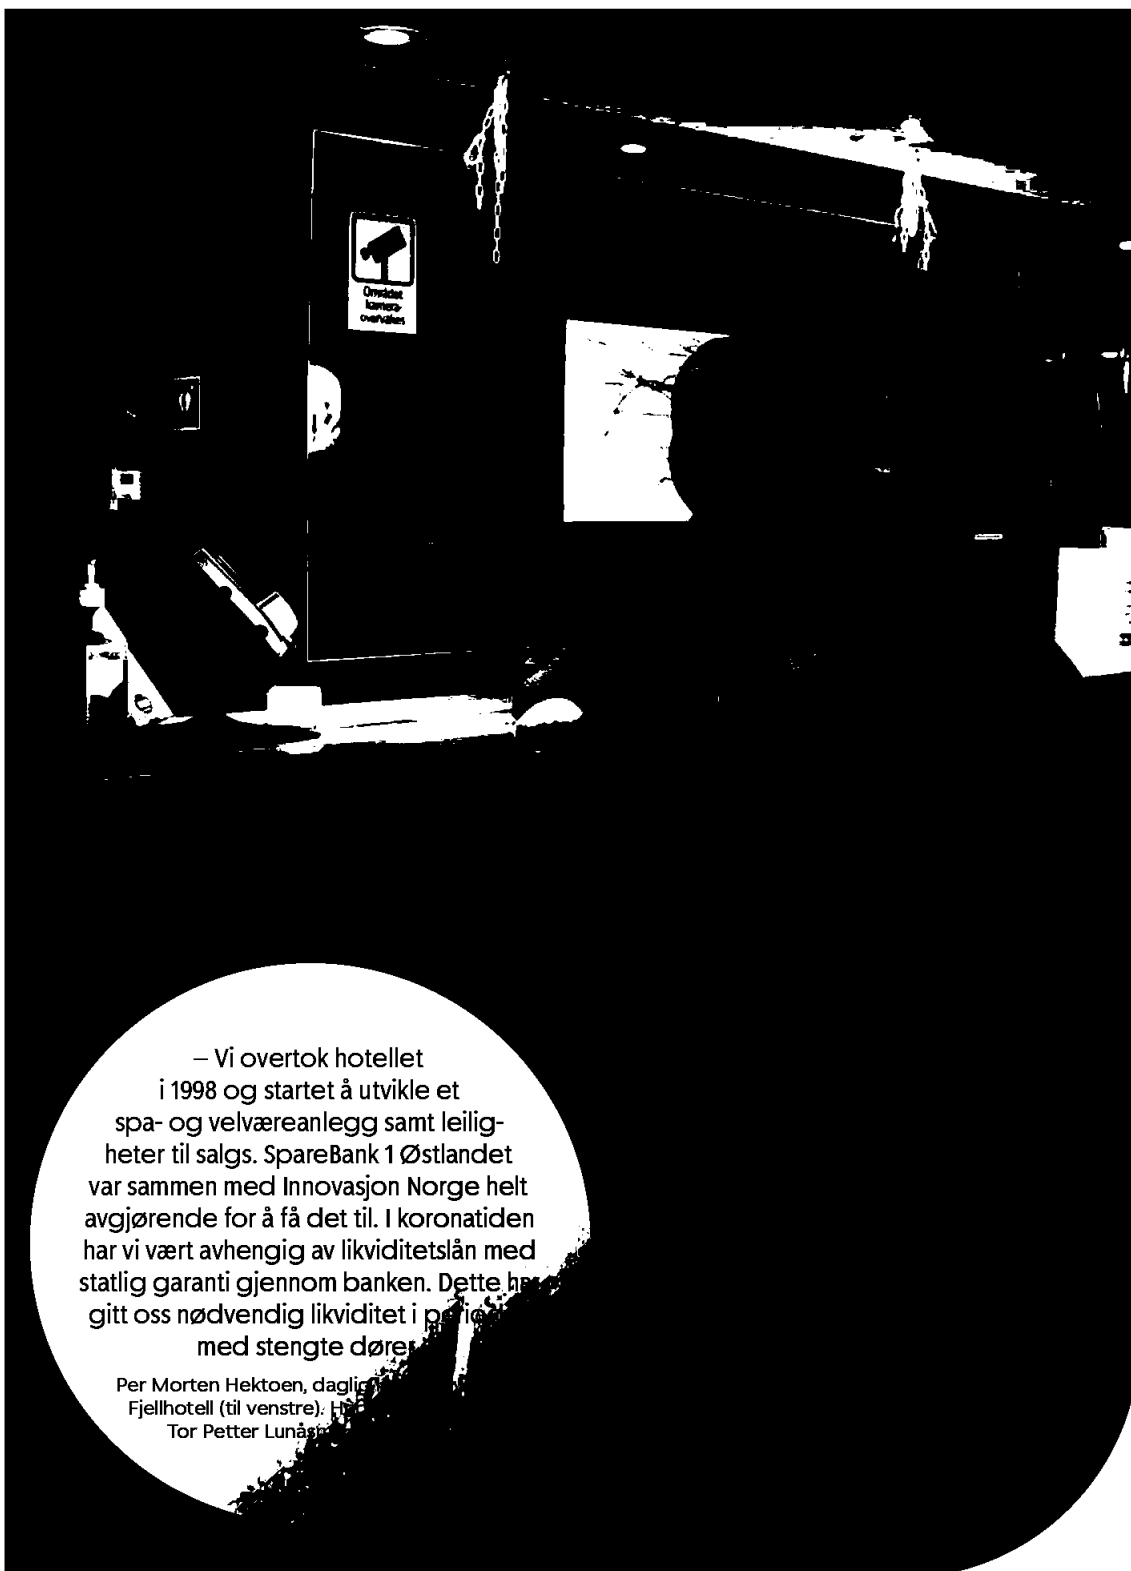 Området
kamera-
overvåkes
– Vi overtok hotellet
i 1998 og startet å utvikle et
spa- og velværeanlegg samt leilig-
heter til salgs. SpareBank 1 Østlandet
var sammen med Innovasjon Norge helt
avgjørende for å få det til. I koronatiden
har vi vært avhengig av likviditetslån med
statlig garanti gjennom banken. Dette har
gitt oss nødvendig likviditet i
med stengte dører
Per Morten Hektoen, daglig
Fjellhotell (til venstre).
Tor Petter Lunås